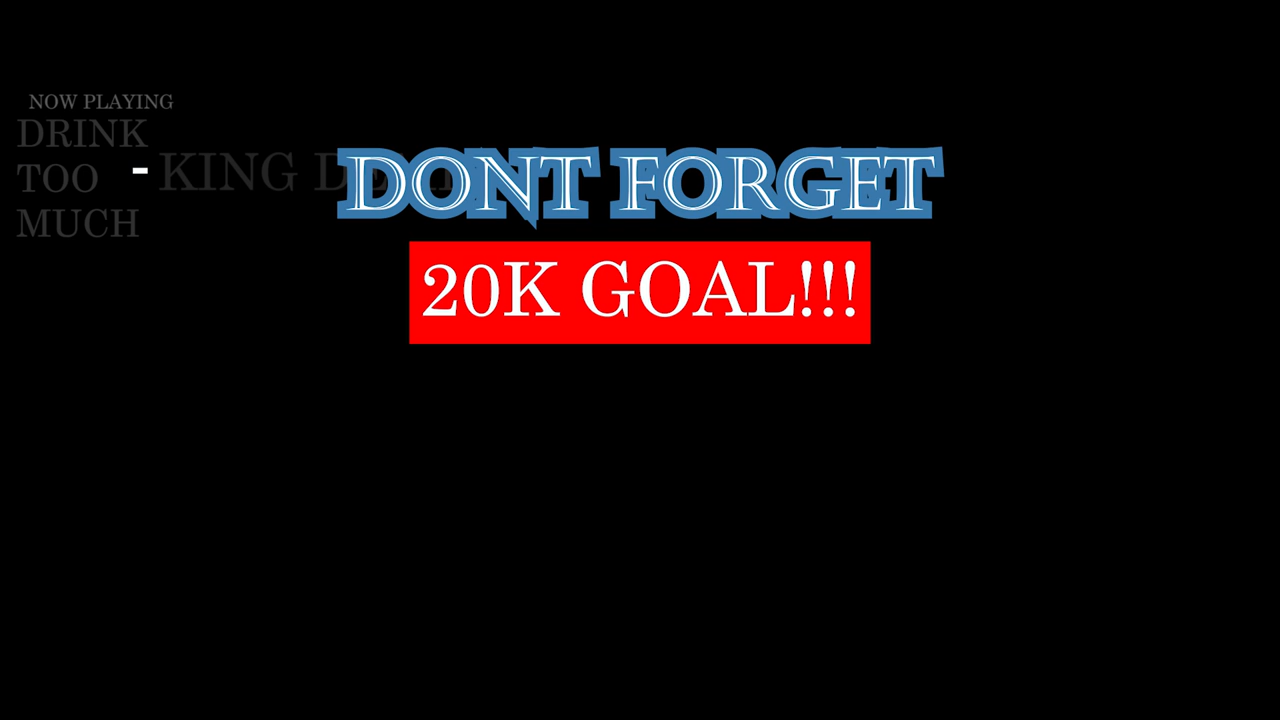 NOW PLAYING
DRINK
TOO
MUCH
- KING
DONT FORGET
20K GOAL!!!